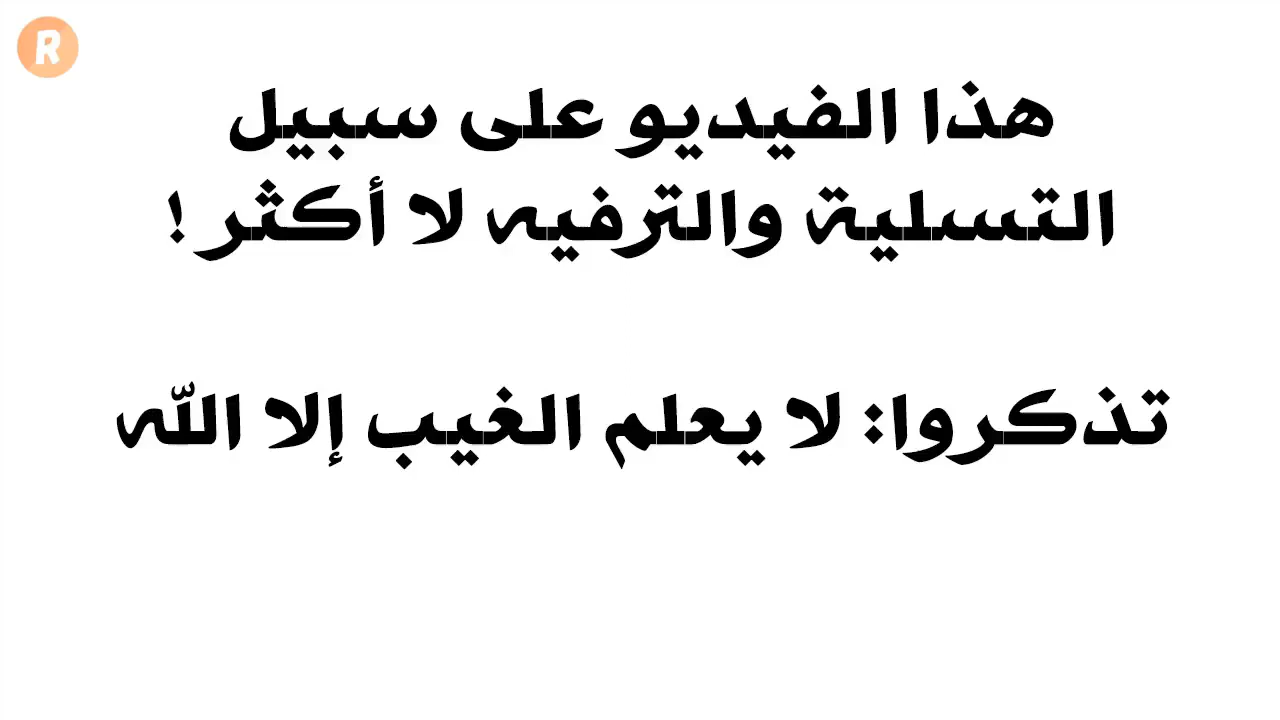 R
هذا الفيديو على سبيل
التسلية والترفيه لا أكثر !
تذكروا: لا يعلم الغيب إلا الله